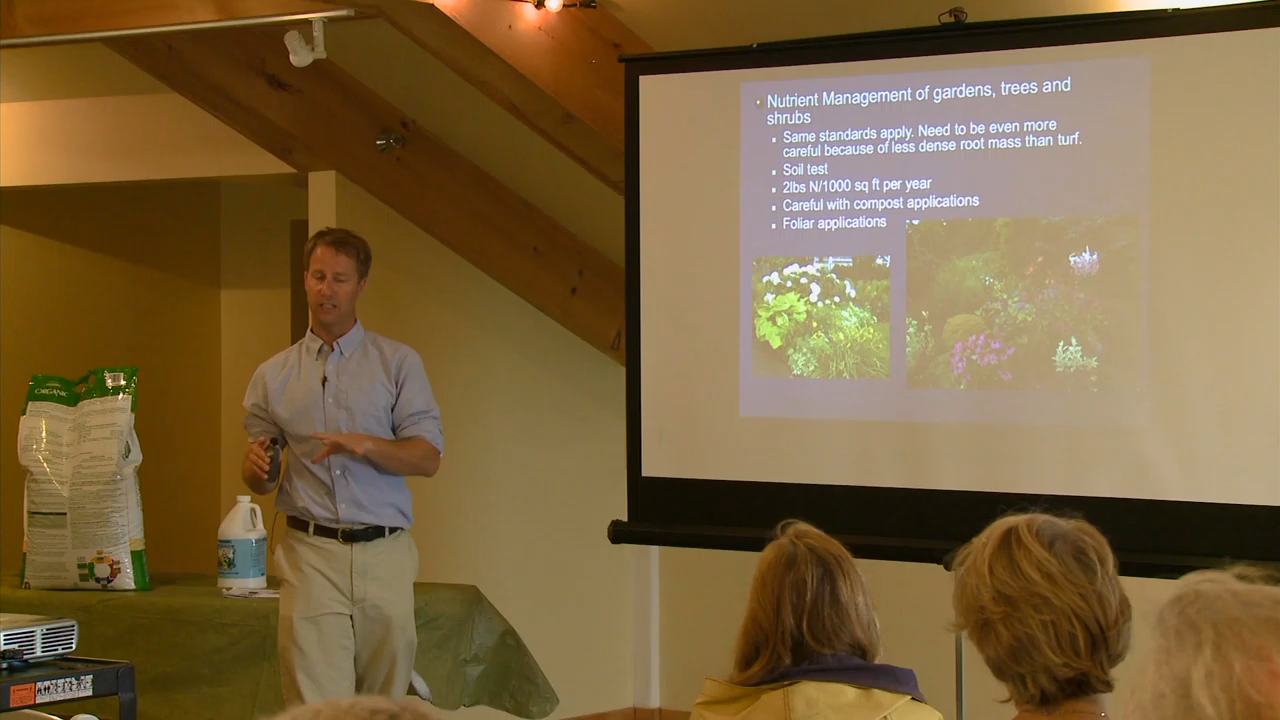 Nutrient Management of gardens, trees and
shrubs
Same standards apply. Need to be even more
careful because of less dense root mass than turf.
Soil test
2lbs N/1000 sq ft per year
Careful with compost applications
Foliar applications
ORGANIC